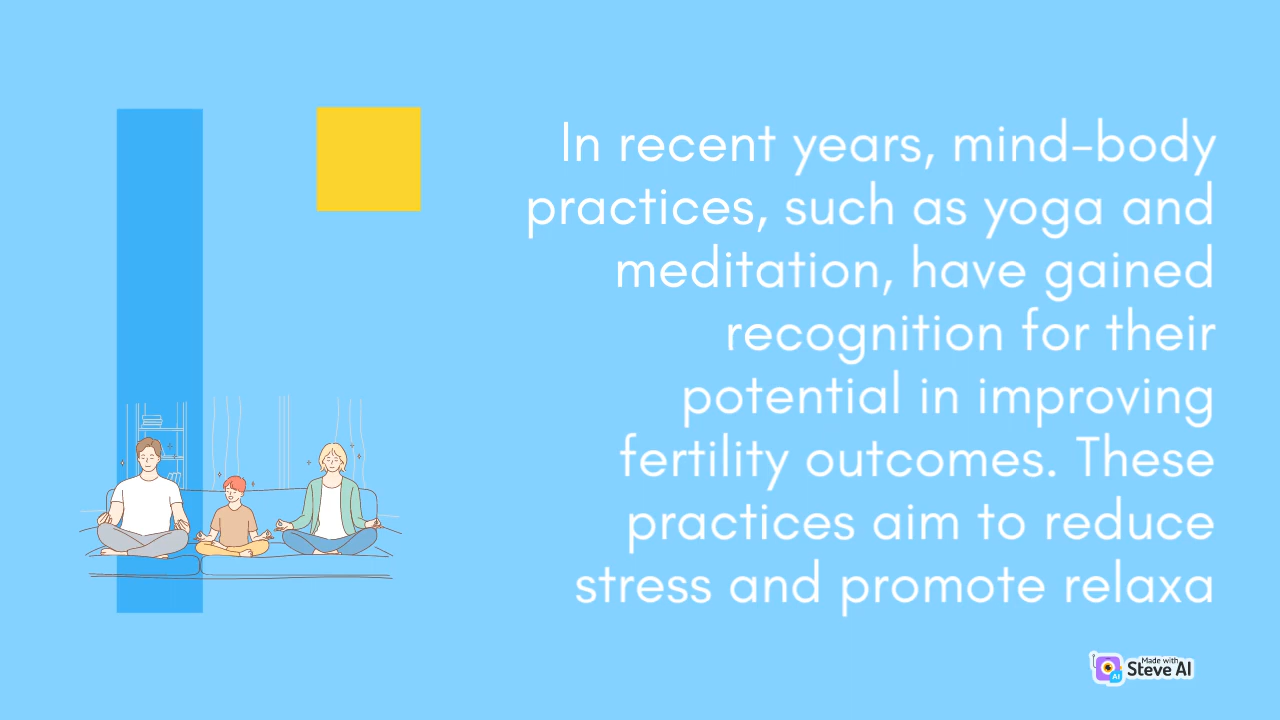 In recent years, mind-body
practices, such as yoga and
meditation, have gained
recognition for their
potential in improving
fertility outcomes. These
practices aim to reduce
stress and promote relaxa
Made with
Steve AI
AI